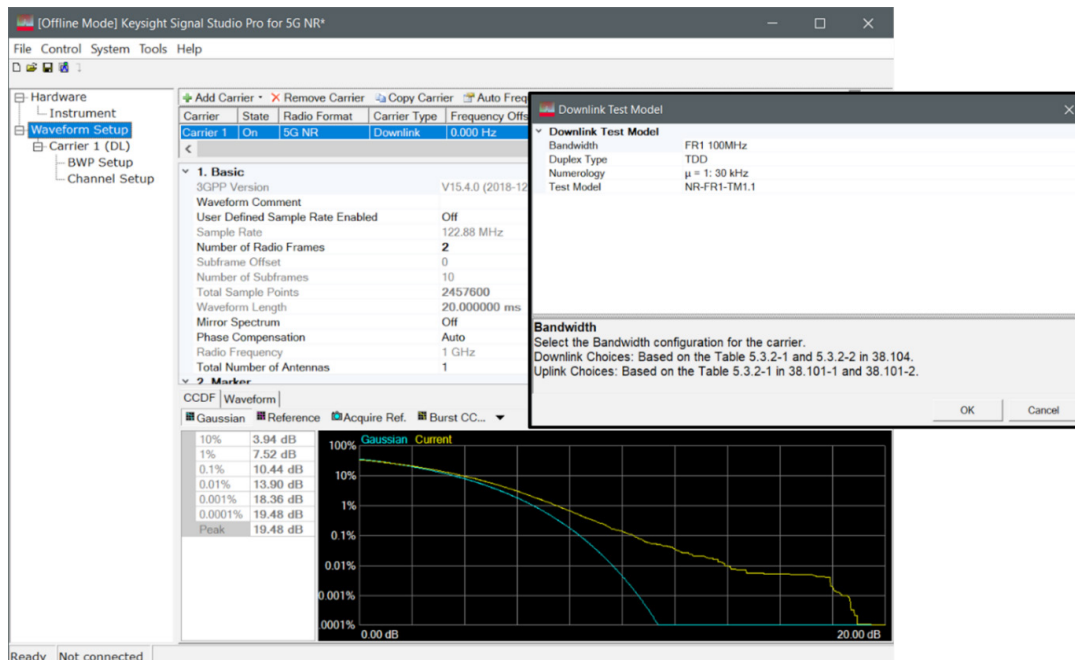 [Offline Mode] Keysight Signal Studio Pro for 5G NR*
File Control System Tools Help
Hardware
Instrument
Waveform Setup
Carrier 1 (DL)
BWP Setup
Channel Setup
Add Carrier Remove Carrier Copy Carrier Auto Freq
Carrier State Radio Format Carrier Type Frequency Offs
Carrier 1 On 5G NR Downlink 0.000 Hz
1. Basic
3GPP Version V15.4.0 (2018-12
Waveform Comment
User Defined Sample Rate Enabled Off
Sample Rate 122.88 MHz
Number of Radio Frames 2
Subframe Offset 0
Number of Subframes 10
Total Sample Points 2457600
Waveform Length 20.000000 ms
Mirror Spectrum Off
Phase Compensation Auto
Radio Frequency 1 GHz
Total Number of Antennas 1
2. Marker
CCDF Waveform
Gaussian Reference Acquire Ref. Burst CC...
10% 3.94 dB
1% 7.52 dB
0.1% 10.44 dB
0.01% 13.90 dB
0.001% 18.36 dB
0.0001% 19.48 dB
Peak 19.48 dB
Gaussian Current
100%
10%
1%
0.1%
0.01%
0.001%
.0001%
0.00 dB 20.00 dB
Ready Not connected
Downlink Test Model
Downlink Test Model
Bandwidth FR1 100MHz
Duplex Type TDD
Numerology μ = 1: 30 kHz
Test Model NR-FR1-TM1.1
Bandwidth
Select the Bandwidth configuration for the carrier.
Downlink Choices: Based on the Table 5.3.2-1 and 5.3.2-2 in 38.104.
Uplink Choices: Based on the Table 5.3.2-1 in 38.101-1 and 38.101-2.
OK Cancel